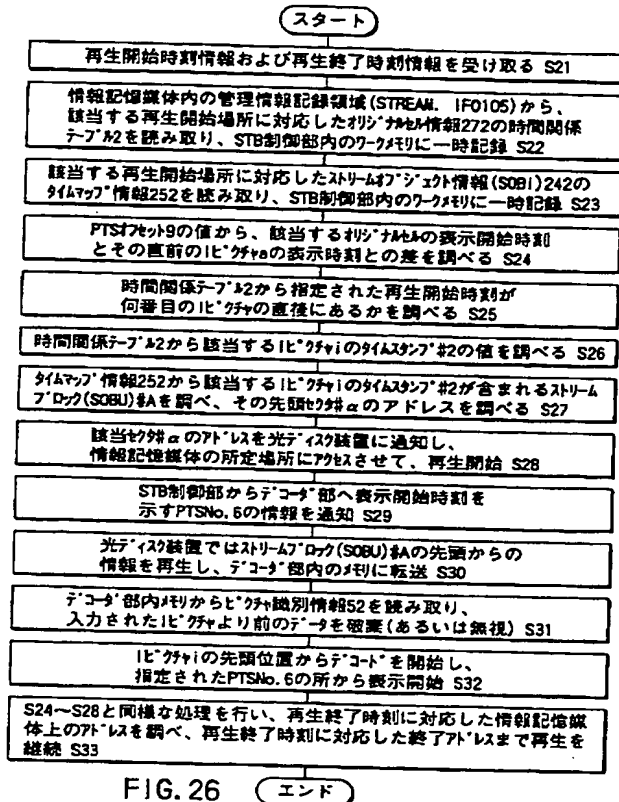 スタート
再生開始時刻情報および再生終了時刻情報を受け取る S21
情報記憶媒体内の管理情報記録領域(STREAM. IFO105)から、
該当する再生開始場所に対応したオリジナルセル情報272の時間関係
テーブル2を読み取り、STB制御部内のワークメモリに一時記録 S22
該当する再生開始場所に対応したストリームオブジェクト情報(SOBI)242の
タイムマップ情報252を読み取り、STB制御部内のワークメモリに一時記録 S23
PTSオフセット9の値から、該当するオリジナルセルの表示開始時刻
とその直前のIピクチャaの表示時刻との差を調べる S24
時間関係テーブル2から指定された再生開始時刻が
何番目のIピクチャの直後にあるかを調べる S25
時間関係テーブル2から該当するIピクチャiのタイムスタンプ#2の値を調べる S26
タイムマップ情報252から該当するIピクチャiのタイムスタンプ#2が含まれるストリーム
ブロック(SOBU)#Aを調べ、その先頭セクタ#αのアドレスを調べる S27
該当セクタ#αのアドレスを光ディスク装置に通知し、
情報記憶媒体の所定場所にアクセスさせて、再生開始 S28
STB制御部からデコーダ部へ表示開始時刻を
示すPTSNo.6の情報を通知 S29
光ディスク装置ではストリームブロック(SOBU)#Aの先頭からの
情報を再生し、デコーダ部内のメモリに転送 S30
デコーダ部内メモリからピクチャ識別情報52を読み取り、
入力されたIピクチャより前のデータを破棄(あるいは無視) S31
Iピクチャiの先頭位置からデコードを開始し、
指定されたPTSNo.6の所から表示開始 S32
S24～S28と同様な処理を行い、再生終了時刻に対応した情報記憶媒
体上のアドレスを調べ、再生終了時刻に対応した終了アドレスまで再生を
継続 S33
FIG. 26
エンド